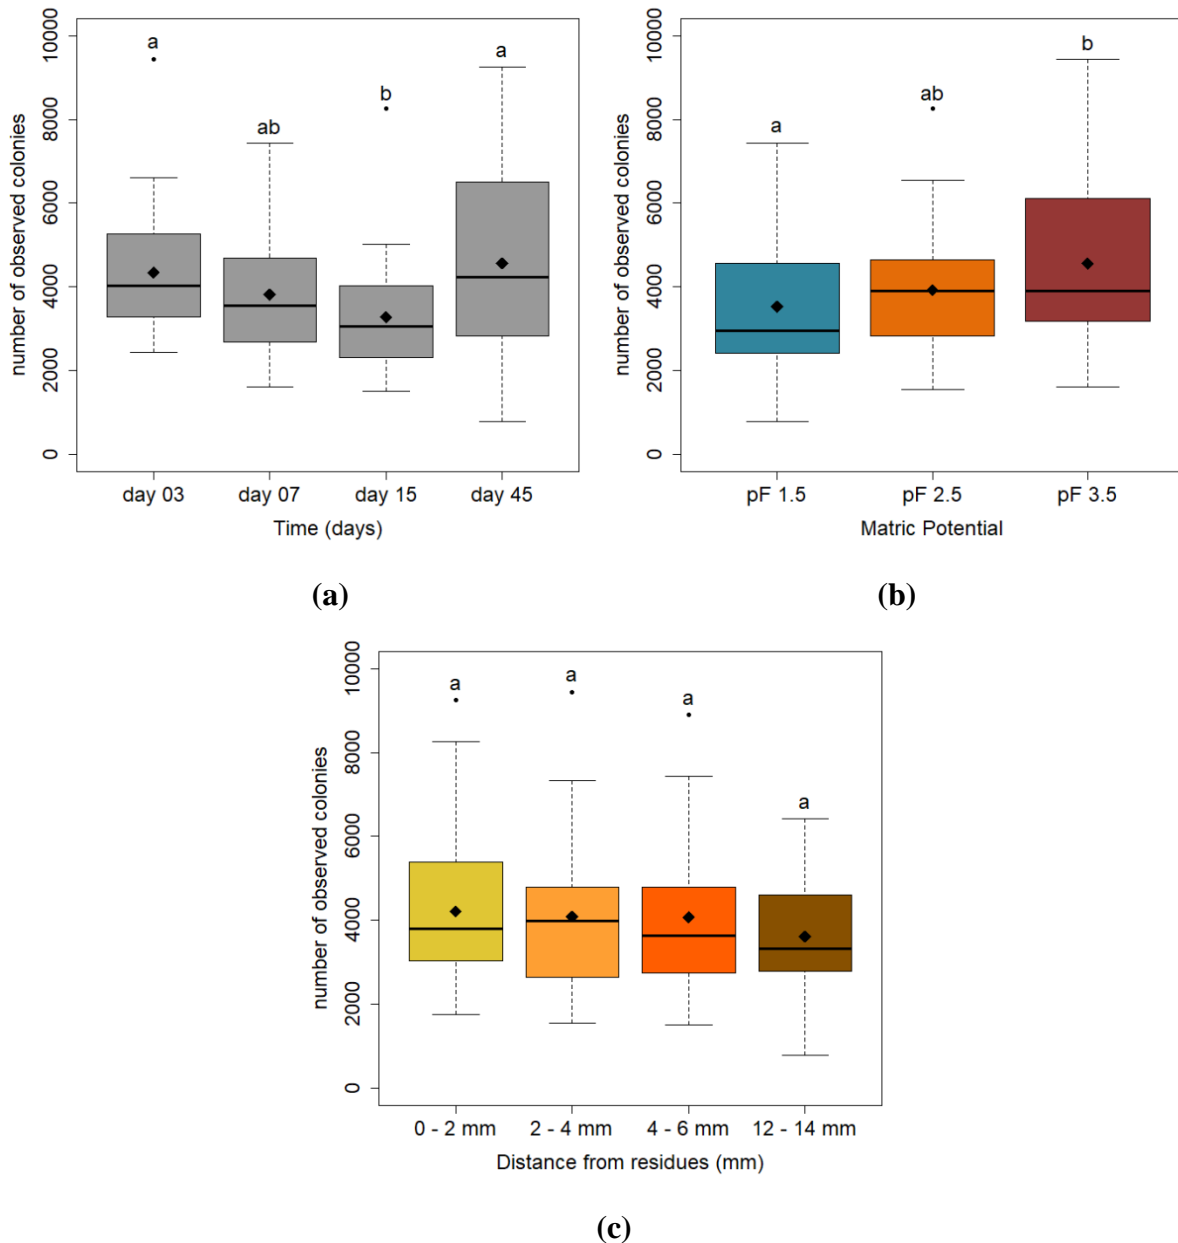 number of observed colonies
0
2000
4000
6000
8000
10000
a
ab
b
a
day 03
day 07
day 15
day 45
Time (days)
(a)
number of observed colonies
0
2000
4000
6000
8000
10000
a
ab
b
pF 1.5
pF 2.5
pF 3.5
Matric Potential
(b)
number of observed colonies
0
2000
4000
6000
8000
10000
a
a
a
a
0 - 2 mm
2 - 4 mm
4 - 6 mm
12 - 14 mm
Distance from residues (mm)
(c)